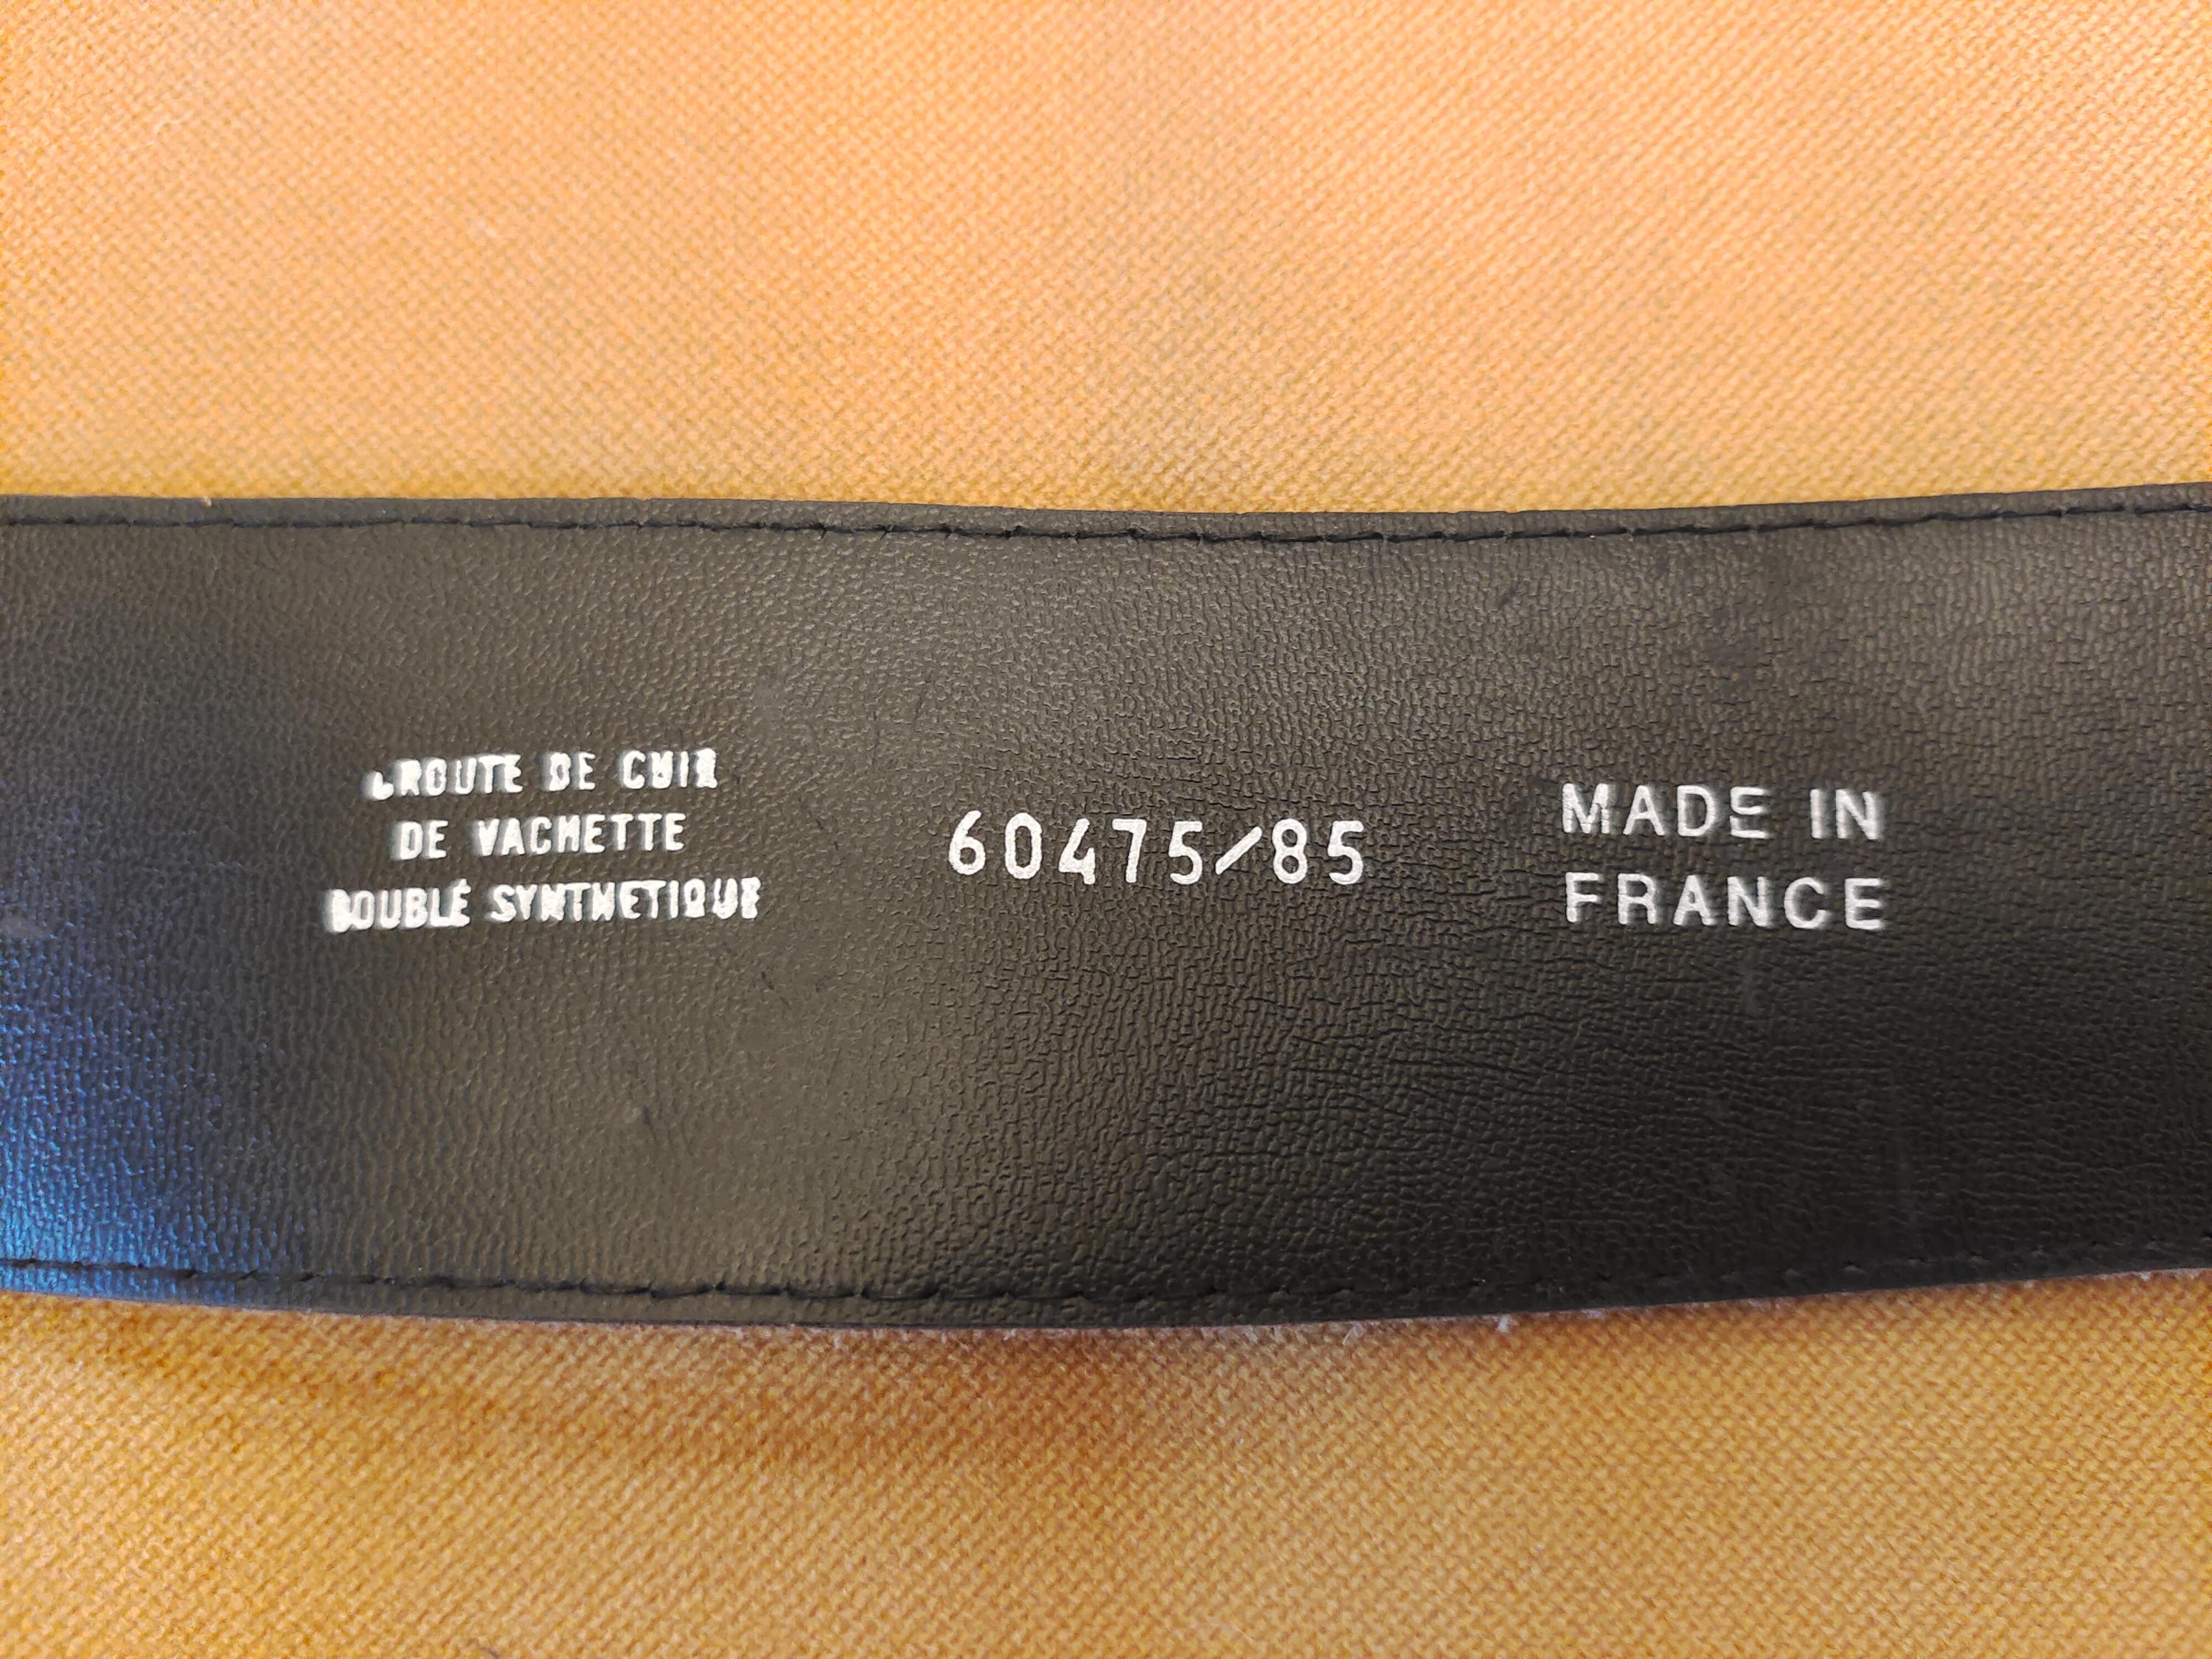 CROUTE DE CUIR
DE VACHETTE
DOUBLÉ SYNTHETIQUE
60475/85
MADE IN
FRANCE